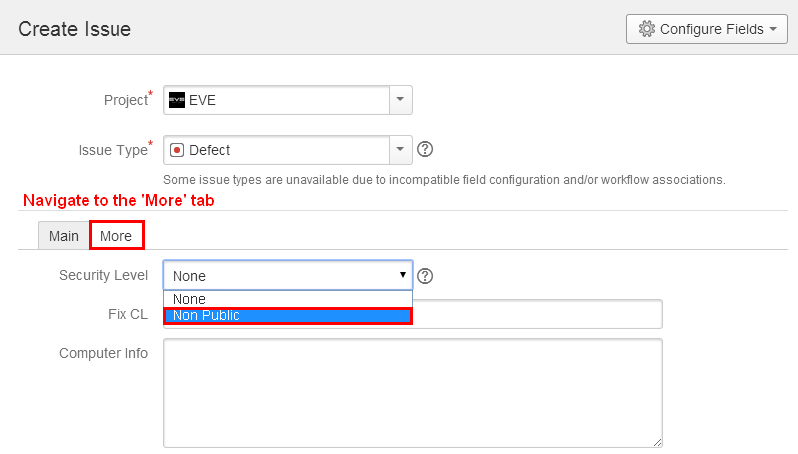 Create Issue
Configure Fields
Project*
EVE EVE
Issue Type*
Defect
?
Some issue types are unavailable due to incompatible field configuration and/or workflow associations.
Navigate to the 'More' tab
Main
More
Security Level
None
?
None
Non Public
Fix CL
Computer Info